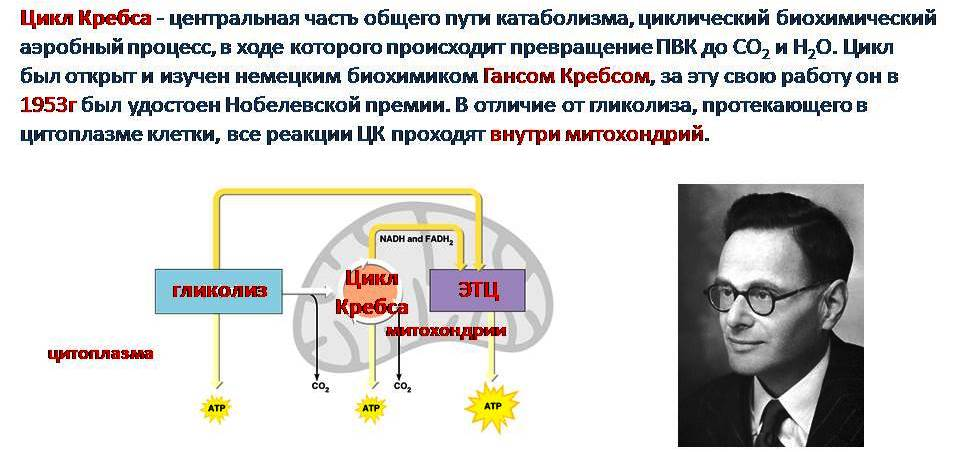 Цикл Кребса - центральная часть общего пути катаболизма, циклический биохимический
аэробный процесс, в ходе которого происходит превращение ПВК до CO₂ и H₂O. Цикл
был открыт и изучен немецким биохимиком Гансом Кребсом, за эту свою работу он в
1953г был удостоен Нобелевской премии. В отличие от гликолиза, протекающего в
цитоплазме клетки, все реакции ЦК проходят внутри митохондрий.
NADH and FADH₂
гликолиз
Цикл
Кребса
ЭТЦ
митохондрии
цитоплазма
CO₂
CO₂
ATP
ATP
ATP